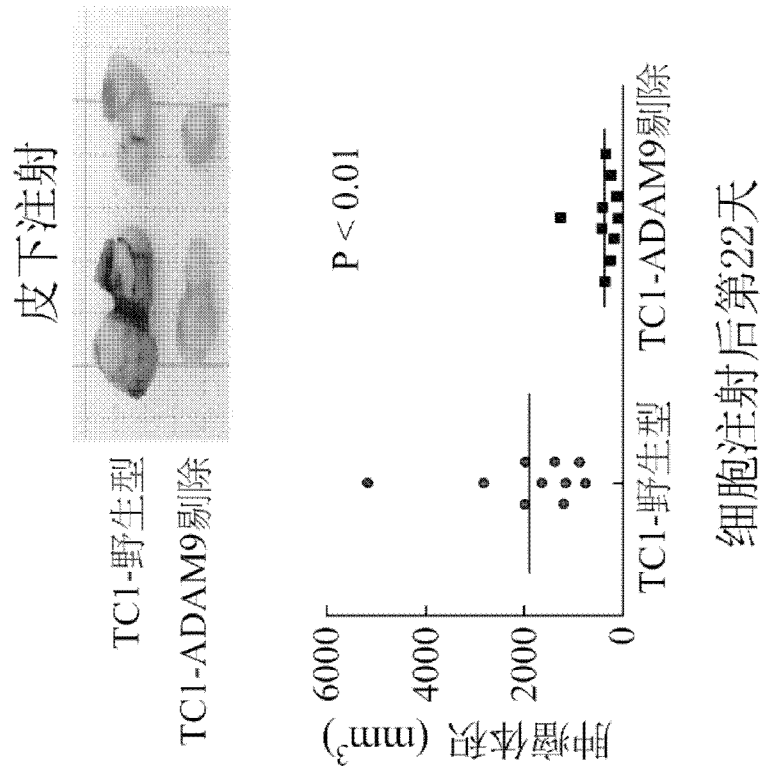 皮下注射
TC1-野生型
TC1-ADAM9剔除
肿瘤体积 (mm³)
6000
4000
2000
0
P < 0.01
TC1-野生型
TC1-ADAM9剔除
细胞注射后第22天